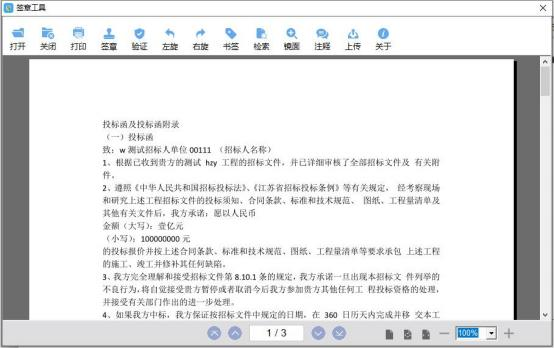 签章工具
打开 关闭 打印 签章 验证 左旋 右旋 书签 检索 镜面 注释 上传 关于
投标函及投标函附录
（一）投标函
致：w 测试招标人单位 00111 （招标人名称）
1、根据已收到贵方的测试 hzy 工程的招标文件，并已详细审核了全部招标文件及 有关附
件。
2、遵照《中华人民共和国招标投标法》、《江苏省招标投标条例》等有关规定， 经考察现场
和研究上述工程招标文件的投标须知、合同条款、标准和技术规范、 图纸、工程量清单及
其他有关文件后，我方承诺：愿以人民币
金额（大写）：壹亿元
（小写）：100000000 元
的投标报价并按上述合同条款、标准和技术规范、图纸、工程量清单等要求承包 上述工程
的施工、竣工并修补其任何缺陷。
3、我方完全理解和接受招标文件第 8.10.1 条的规定，我方承诺一旦出现本招标文 件列举的
不良行为，将自觉接受贵方暂停或者取消今后我方参加贵方其他任何工 程投标资格的处理，
并接受有关部门作出的进一步处理。
4、如果我方中标，我方保证按招标文件中规定的日期，在 360 日历天内完成并移 交本工
1 / 3
100%